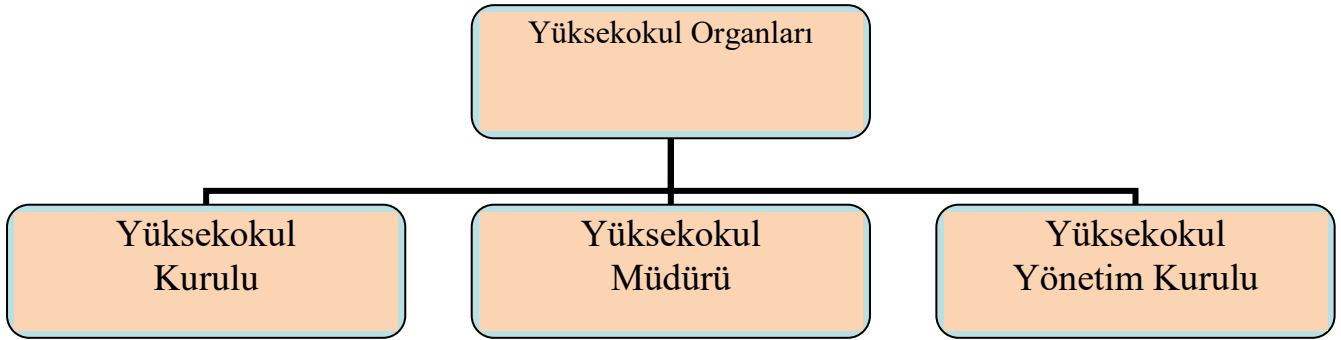 Yüksekokul Organları
Yüksekokul
Kurulu
Yüksekokul
Müdürü
Yüksekokul
Yönetim Kurulu